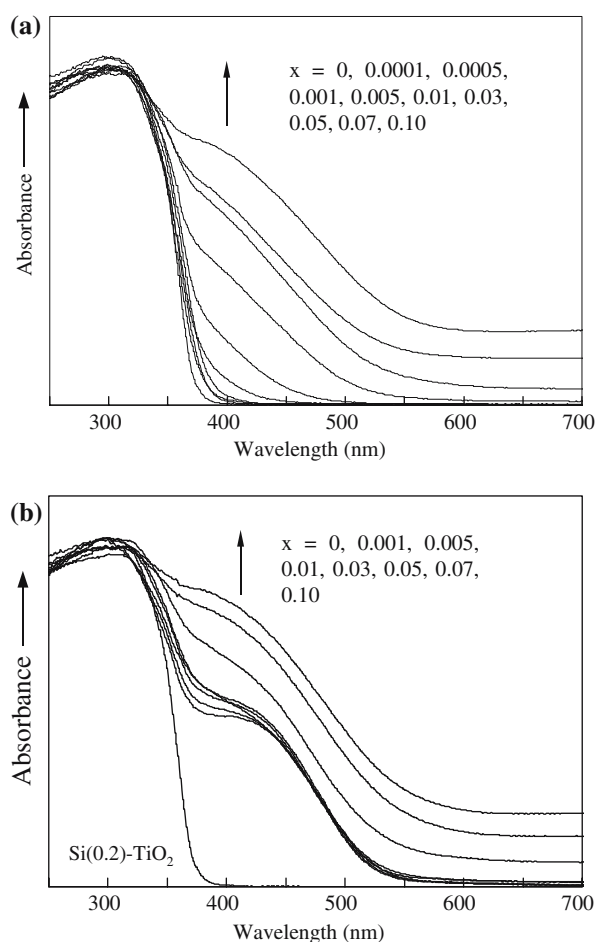 (a)
x = 0, 0.0001, 0.0005,
0.001, 0.005, 0.01, 0.03,
0.05, 0.07, 0.10
Absorbance
300 400 500 600 700
Wavelength (nm)
(b)
x = 0, 0.001, 0.005,
0.01, 0.03, 0.05, 0.07,
0.10
Absorbance
Si(0.2)-TiO₂
300 400 500 600 700
Wavelength (nm)